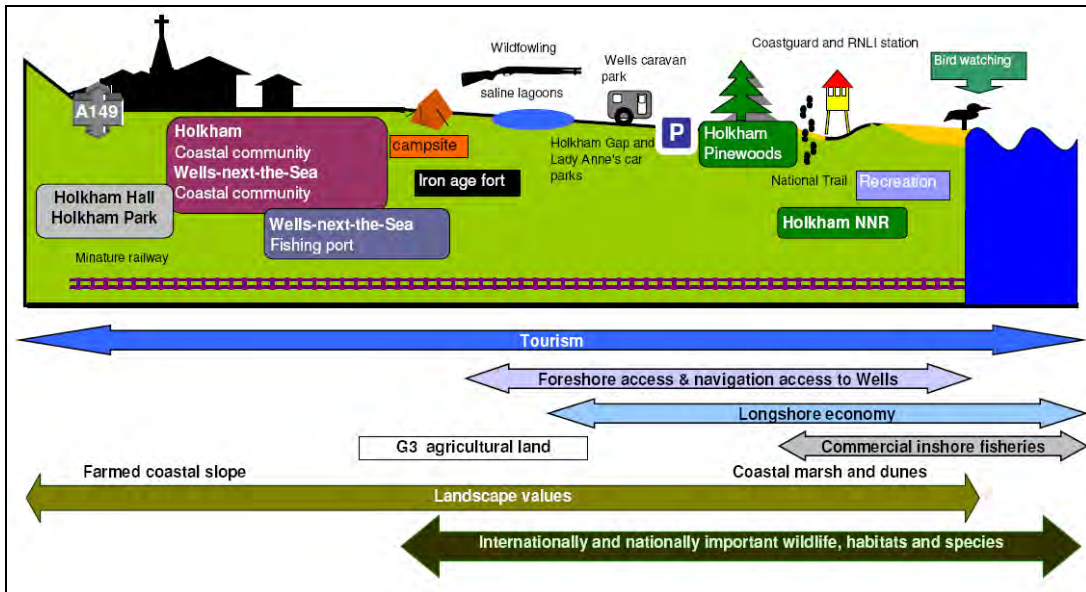 Coastguard and RNLI station
Wildfowling
Bird watching
Wells caravan
park
saline lagoons
A149
P
Holkham
Coastal community
Wells-next-the-Sea
Coastal community
campsite
Holkham Gap and
Lady Anne's car
parks
Holkham
Pinewoods
Iron age fort
National Trail
Recreation
Holkham Hall
Holkham Park
Wells-next-the-Sea
Fishing port
Holkham NNR
Minature railway
Tourism
Foreshore access & navigation access to Wells
Longshore economy
G3 agricultural land
Commercial inshore fisheries
Farmed coastal slope
Coastal marsh and dunes
Landscape values
Internationally and nationally important wildlife, habitats and species